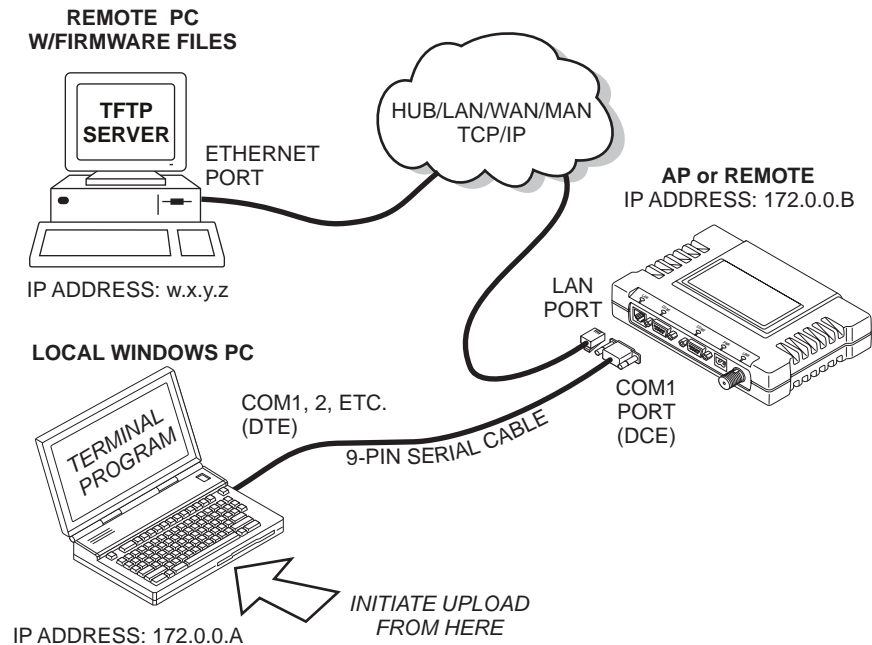 REMOTE PC
W/FIRMWARE FILES
TFTP
SERVER
ETHERNET
PORT
IP ADDRESS: w.x.y.z
HUB/LAN/WAN/MAN
TCP/IP
AP or REMOTE
IP ADDRESS: 172.0.0.B
LAN
PORT
COM1
PORT
(DCE)
LOCAL WINDOWS PC
COM1, 2, ETC.
(DTE)
9-PIN SERIAL CABLE
TERMINAL
PROGRAM
INITIATE UPLOAD
FROM HERE
IP ADDRESS: 172.0.0.A